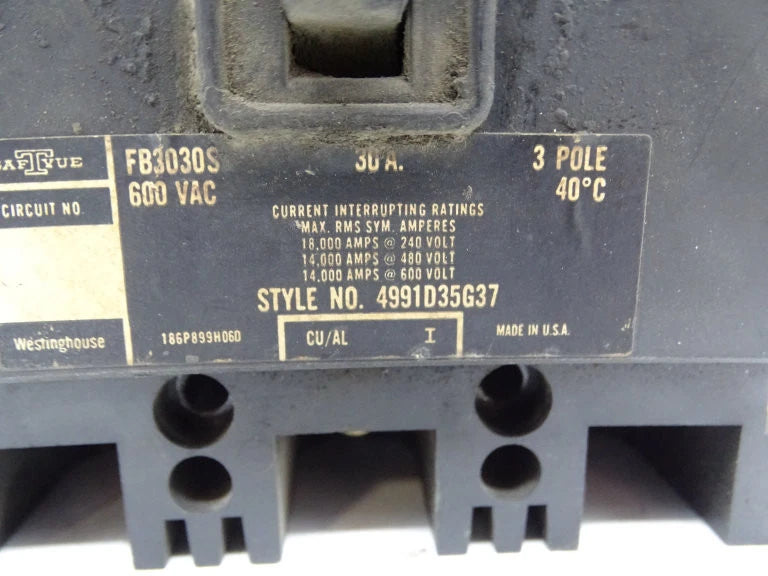 FB3030S 30 A. 3 POLE
600 VAC 40°C
CIRCUIT NO.
CURRENT INTERRUPTING RATINGS
MAX. RMS SYM. AMPERES
18,000 AMPS @ 240 VOLT
14,000 AMPS @ 480 VOLT
14,000 AMPS @ 600 VOLT
STYLE NO. 4991D35G37
Westinghouse 186P899H06D CU/AL I MADE IN U.S.A.